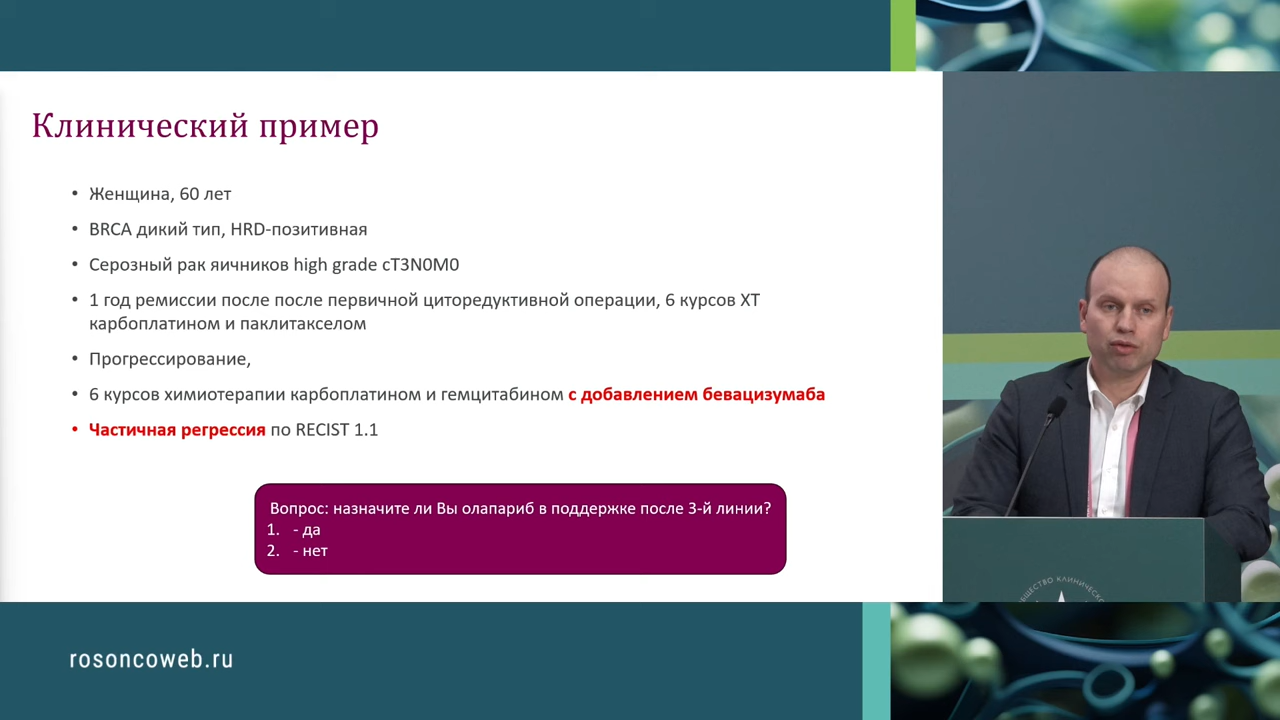 Клинический пример
• Женщина, 60 лет
• BRCA дикий тип, HRD-позитивная
• Серозный рак яичников high grade cT3N0M0
• 1 год ремиссии после после первичной циторедуктивной операции, 6 курсов ХТ
карбоплатином и паклитакселом
• Прогрессирование,
• 6 курсов химиотерапии карбоплатином и гемцитабином с добавлением бевацизумаба
• Частичная регрессия по RECIST 1.1
Вопрос: назначите ли Вы олапариб в поддержке после 3-й линии?
1. - да
2. - нет
rosoncoweb.ru